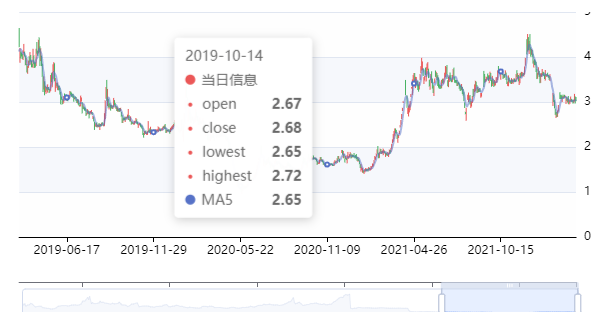 2019-10-14
当日信息
open 2.67
close 2.68
lowest 2.65
highest 2.72
MA5 2.65
4
3
2
1
0
2019-06-17 2019-11-29 2020-05-22 2020-11-09 2021-04-26 2021-10-15